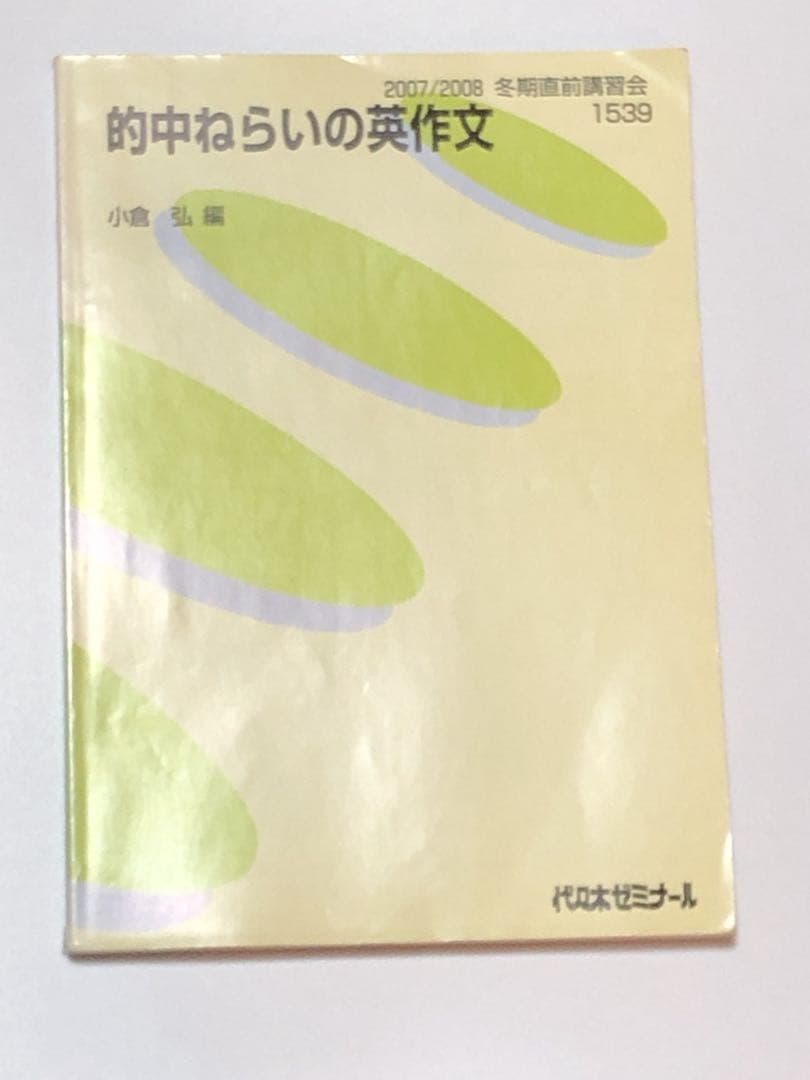 2007/2008 冬期直前講習会
1539
的中ねらいの英作文
小倉 弘 編
代々木ゼミナール